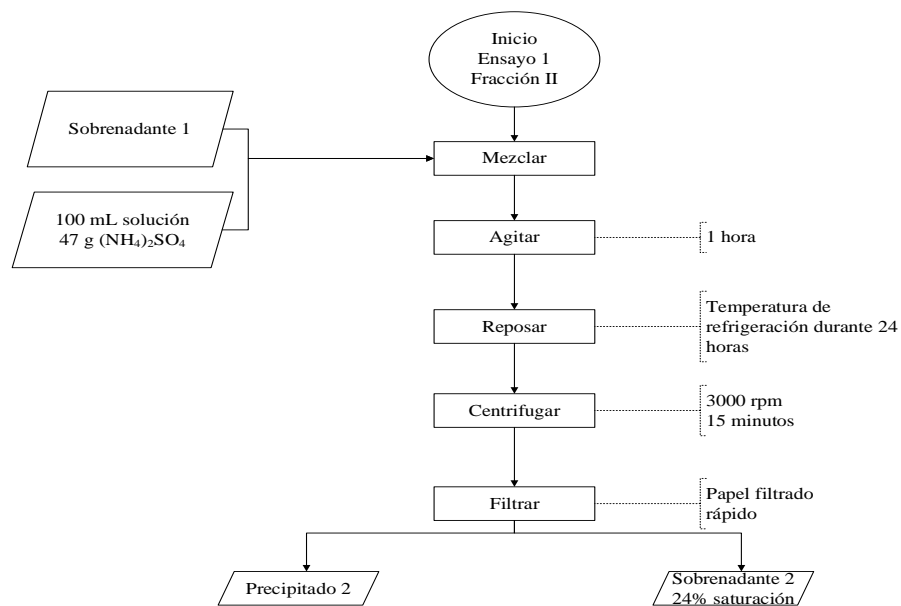 Inicio
Ensayo 1
Fracción II
Sobrenadante 1
Mezclar
100 mL solución
47 g (NH₄)₂SO₄
Agitar
1 hora
Reposar
Temperatura de
refrigeración durante 24
horas
Centrifugar
3000 rpm
15 minutos
Filtrar
Papel filtrado
rápido
Precipitado 2
Sobrenadante 2
24% saturación